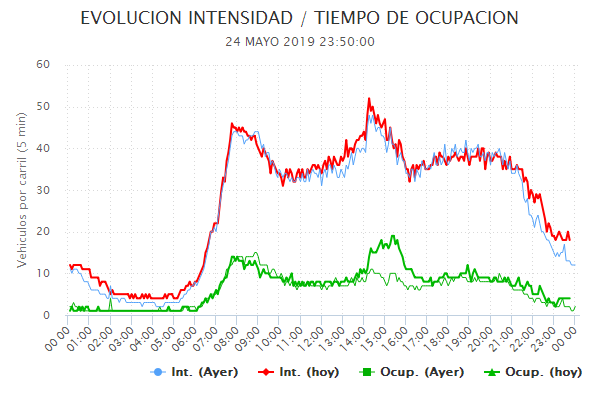 EVOLUCION INTENSIDAD / TIEMPO DE OCUPACION
24 MAYO 2019 23:50:00
Vehículos por carril (5 min)
60
50
40
30
20
10
0
00:00 01:00 02:00 03:00 04:00 05:00 06:00 07:00 08:00 09:00 10:00 11:00 12:00 13:00 14:00 15:00 16:00 17:00 18:00 19:00 20:00 21:00 22:00 23:00 00:00
Int. (Ayer) Int. (hoy) Ocup. (Ayer) Ocup. (hoy)